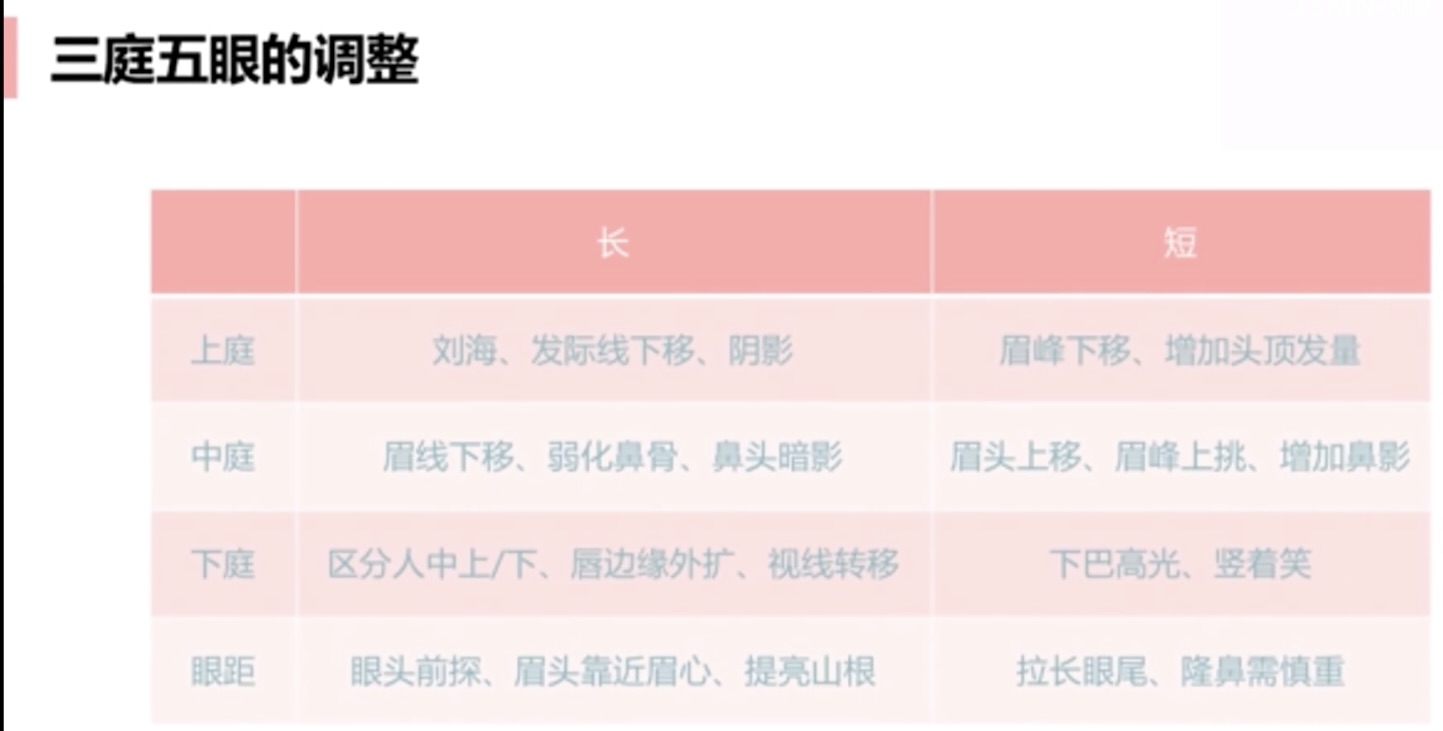 三庭五眼的调整
长 短
上庭 刘海、发际线下移、阴影 眉峰下移、增加头顶发量
中庭 眉线下移、弱化鼻骨、鼻头暗影 眉头上移、眉峰上挑、增加鼻影
下庭 区分人中上/下、唇边缘外扩、视线转移 下巴高光、竖着笑
眼距 眼头前探、眉头靠近眉心、提亮山根 拉长眼尾、隆鼻需慎重